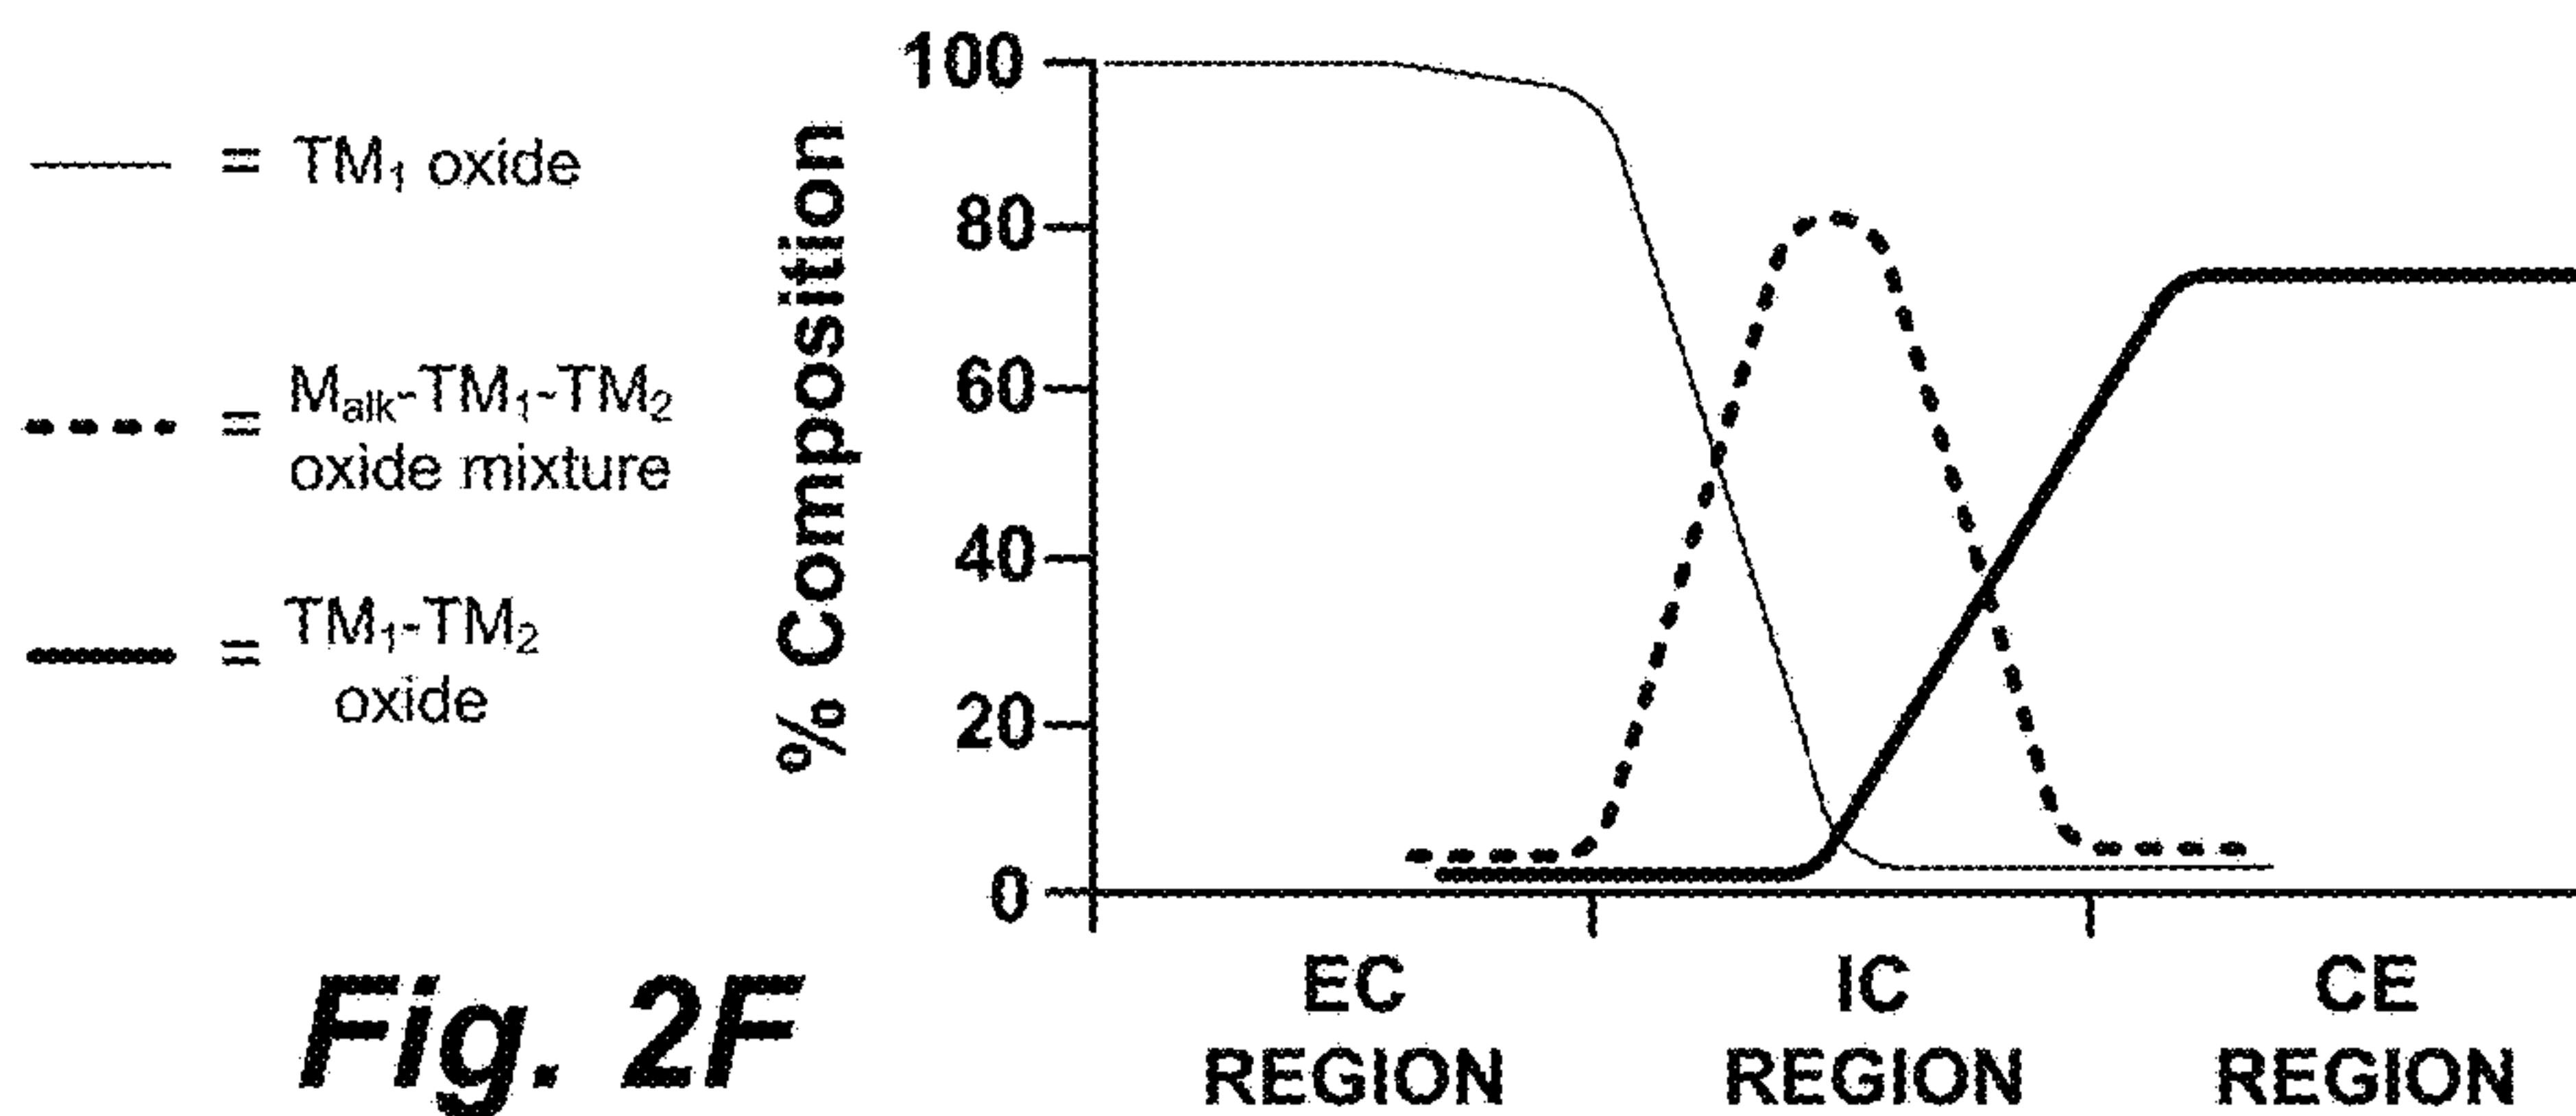 = TM₁ oxide
= Mₐₗₖ-TM₁-TM₂
oxide mixture
= TM₁-TM₂
oxide
% Composition
100
80
60
40
20
0
EC
REGION
IC
REGION
CE
REGION
Fig. 2F